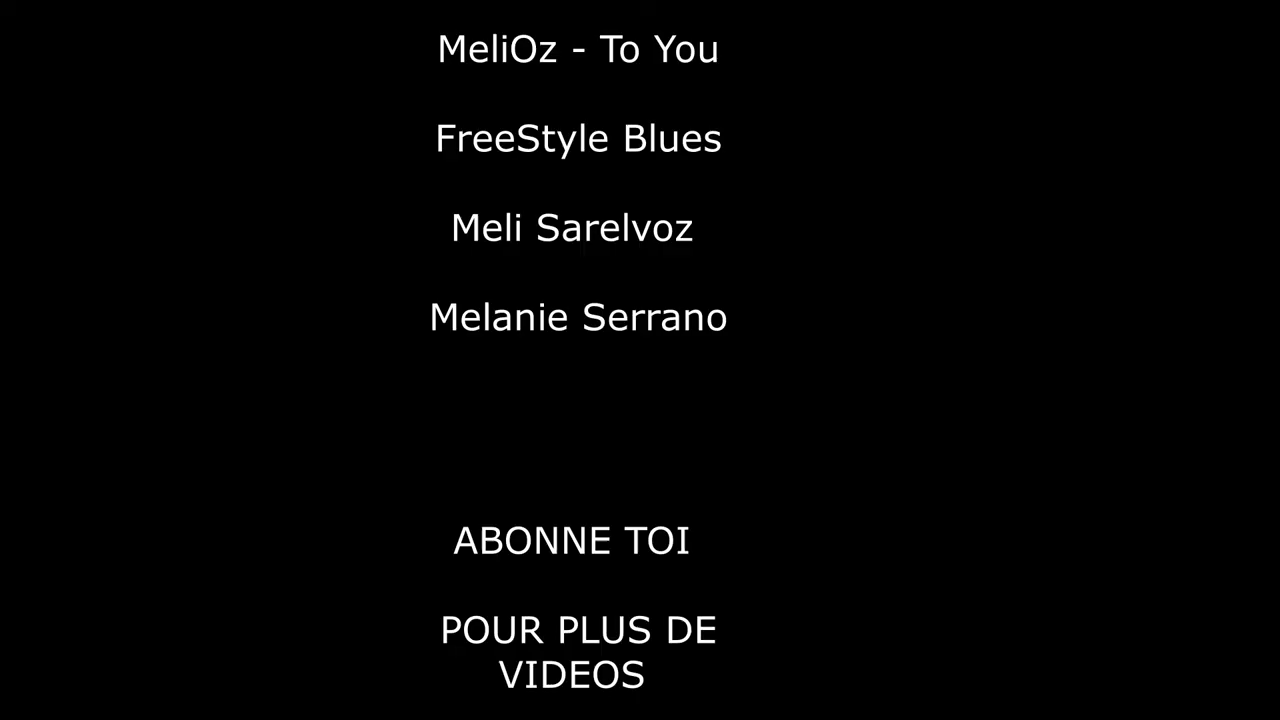 MeliOz - To You
FreeStyle Blues
Meli Sarelvoz
Melanie Serrano
ABONNE TOI
POUR PLUS DE
VIDEOS